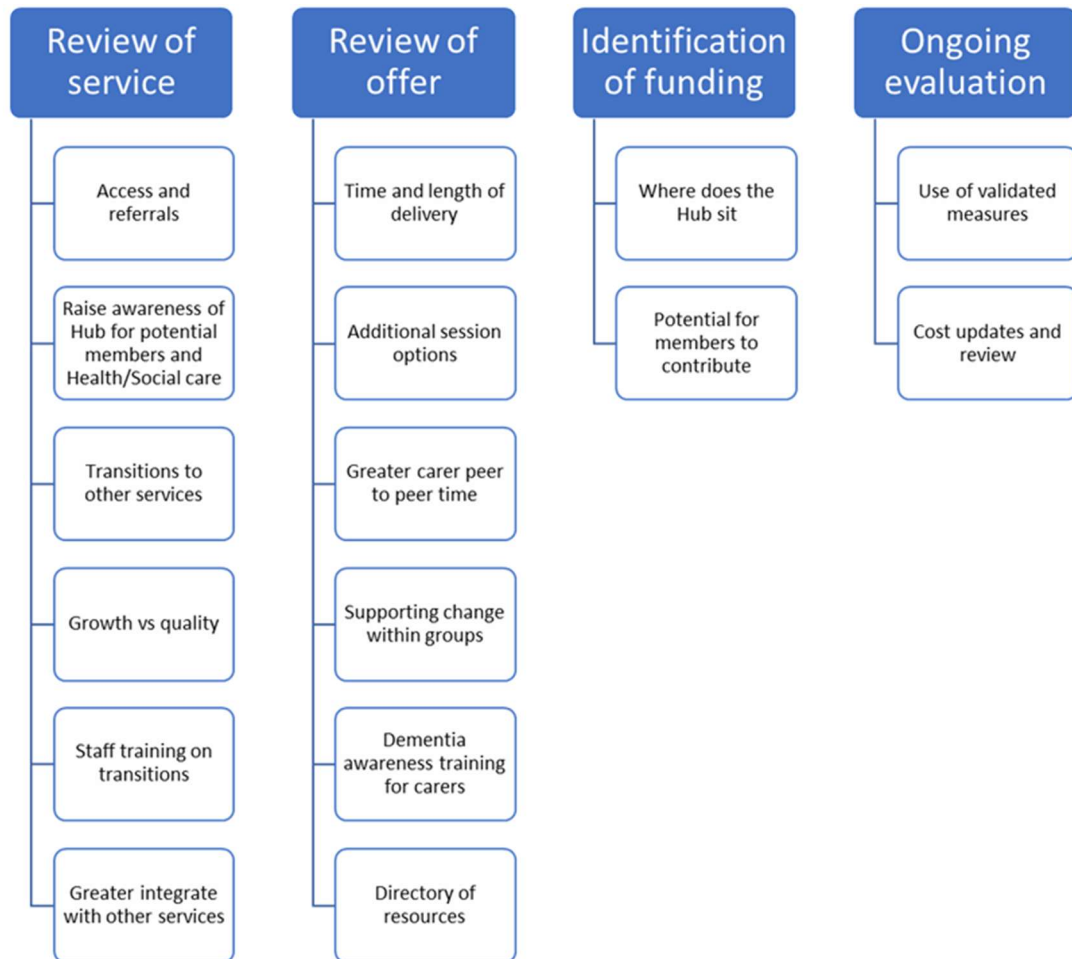 Review of
service
Access and
referrals
Raise awareness of
Hub for potential
members and
Health/Social care
Transitions to
other services
Growth vs quality
Staff training on
transitions
Greater integrate
with other services
Review of
offer
Time and length of
delivery
Additional session
options
Greater carer peer
to peer time
Supporting change
within groups
Dementia
awareness training
for carers
Directory of
resources
Identification
of funding
Where does the
Hub sit
Potential for
members to
contribute
Ongoing
evaluation
Use of validated
measures
Cost updates and
review